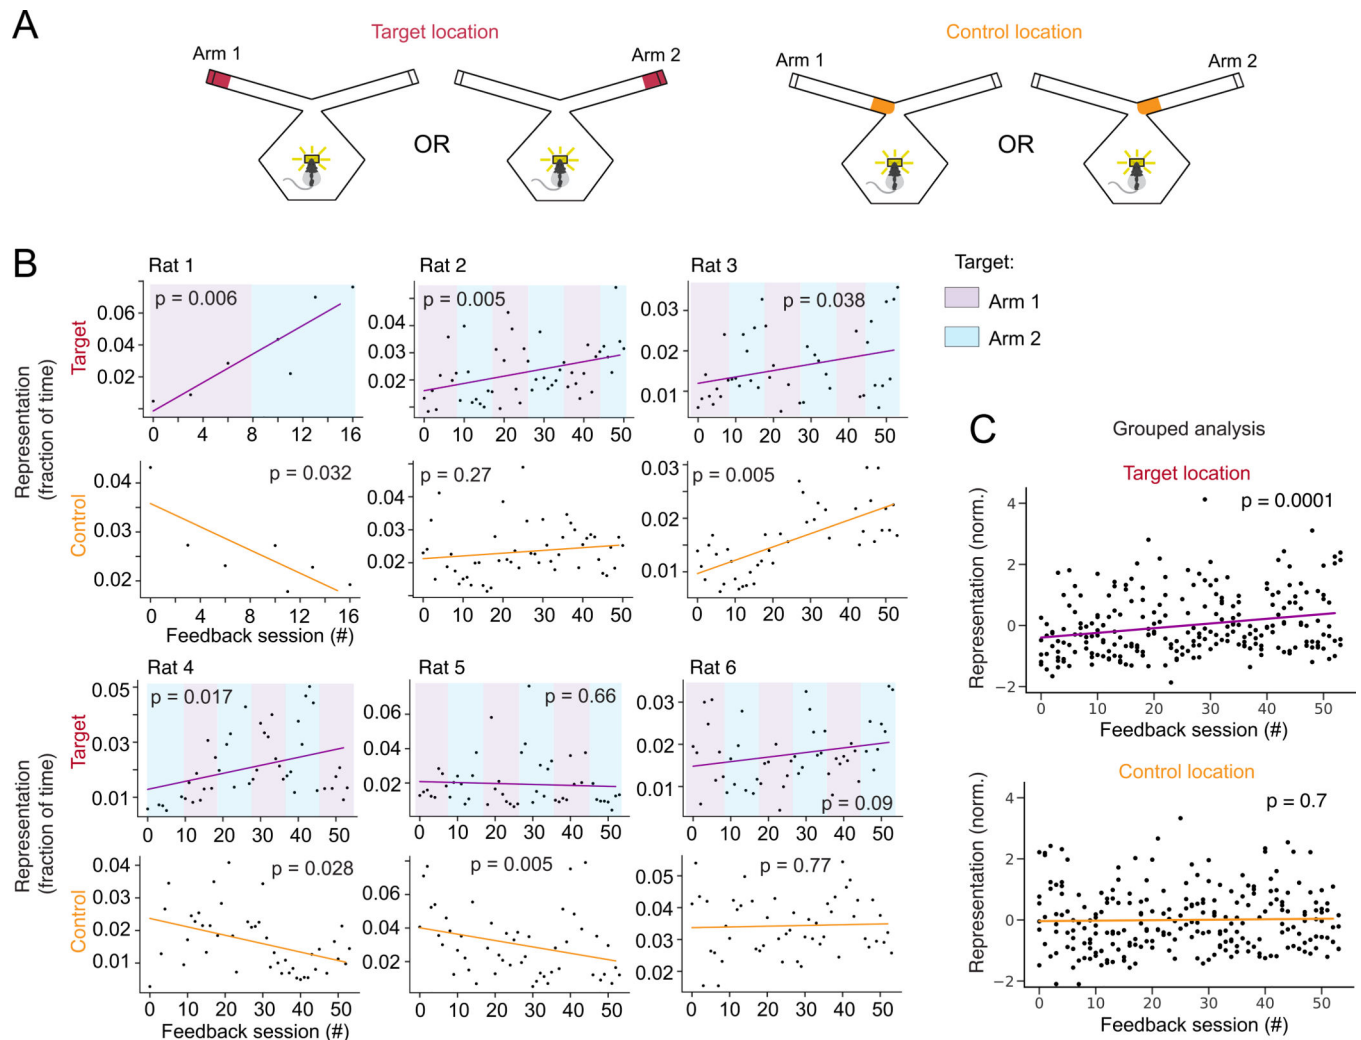 A
Target location
Control location
Arm 1
Arm 2
Arm 1
Arm 2
OR
OR
B
Rat 1
Rat 2
Rat 3
Target:
Arm 1
Arm 2
Representation
(fraction of time)
Target
p = 0.006
0.06
0.04
0.02
0 4 8 12 16
p = 0.005
0.04
0.03
0.02
0 10 20 30 40 50
p = 0.038
0.03
0.02
0.01
0 10 20 30 40 50
Control
p = 0.032
0.04
0.03
0.02
0 4 8 12 16
Feedback session (#)
p = 0.27
0.04
0.03
0.02
0 10 20 30 40 50
p = 0.005
0.03
0.02
0.01
0 10 20 30 40 50
Rat 4
Rat 5
Rat 6
Representation
(fraction of time)
Target
p = 0.017
0.05
0.03
0.01
0 10 20 30 40 50
p = 0.66
0.06
0.04
0.02
0 10 20 30 40 50
p = 0.09
0.03
0.02
0.01
0 10 20 30 40 50
Control
p = 0.028
0.04
0.03
0.02
0.01
0 10 20 30 40 50
Feedback session (#)
p = 0.005
0.06
0.04
0.02
0 10 20 30 40 50
Feedback session (#)
p = 0.77
0.05
0.04
0.03
0.02
0 10 20 30 40 50
Feedback session (#)
C
Grouped analysis
Target location
p = 0.0001
Representation (norm.)
4
2
0
−2
0 10 20 30 40 50
Feedback session (#)
Control location
p = 0.7
Representation (norm.)
4
2
0
−2
0 10 20 30 40 50
Feedback session (#)